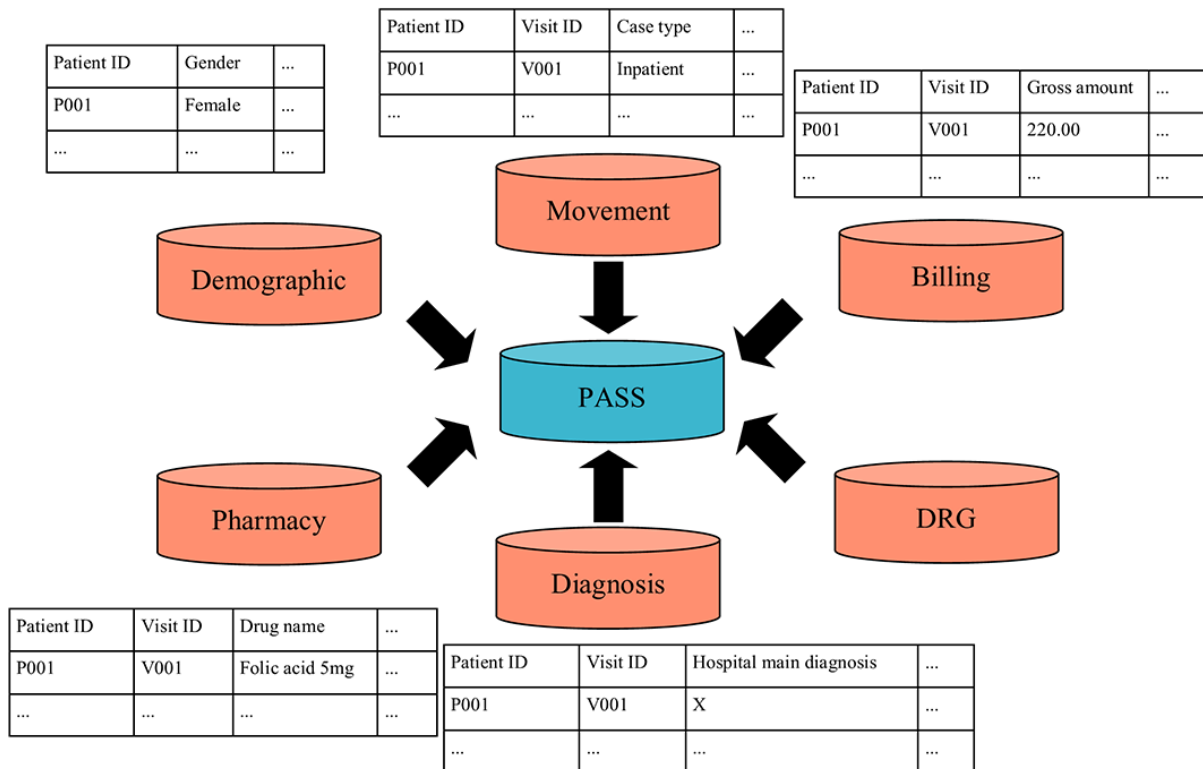 Patient ID Visit ID Case type ...
P001 V001 Inpatient ...
... ... ... ...
Patient ID Gender ...
P001 Female ...
... ... ...
Patient ID Visit ID Gross amount ...
P001 V001 220.00 ...
... ... ... ...
Movement
Demographic
Billing
PASS
Pharmacy
DRG
Diagnosis
Patient ID Visit ID Drug name ...
P001 V001 Folic acid 5mg ...
... ... ... ...
Patient ID Visit ID Hospital main diagnosis ...
P001 V001 X ...
... ... ... ...